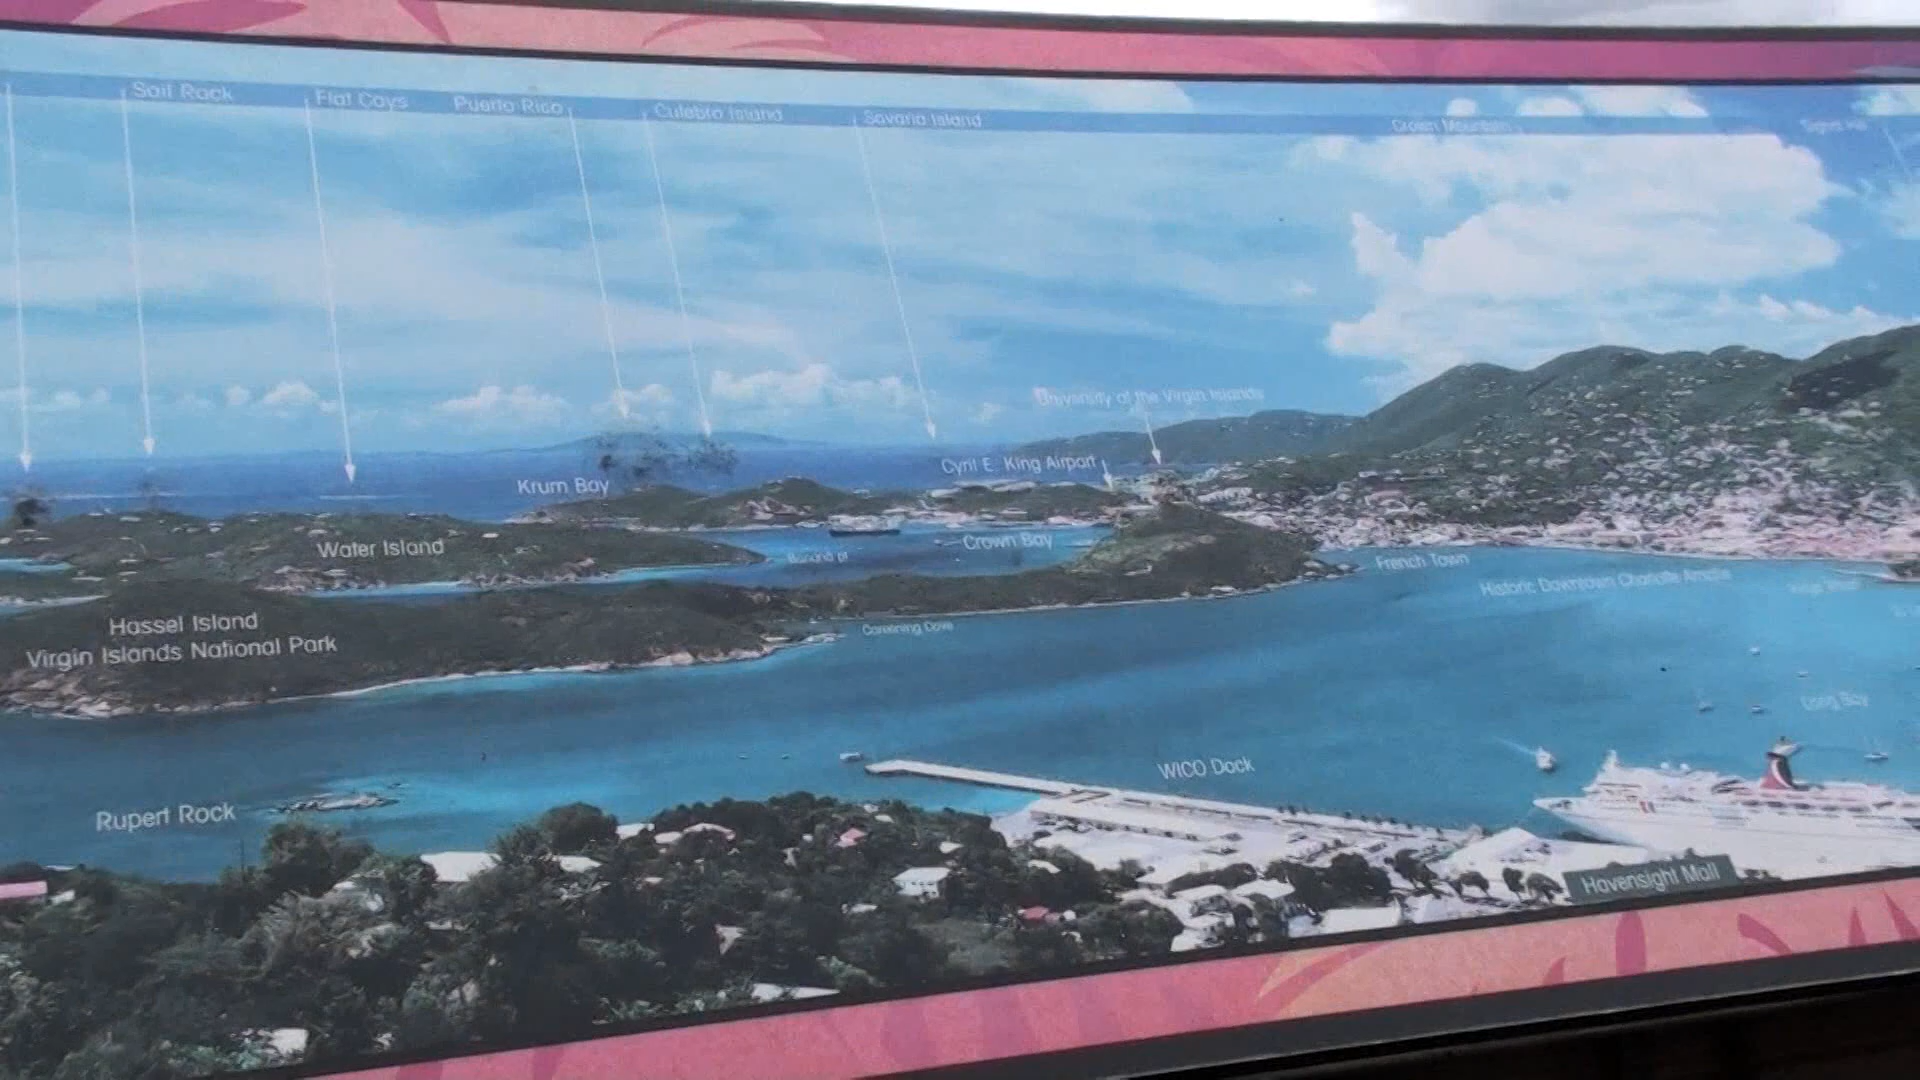 Sail Rock
Flat Cays
Puerto Rico
Culebra Island
Savana Island
Crown Mountain
University of the Virgin Islands
Cyril E. King Airport
Krum Bay
Crown Bay
Water Island
French Town
Historic Downtown Charlotte Amalie
Hassel Island
Virgin Islands National Park
Careening Cove
Long Bay
WICO Dock
Rupert Rock
Havensight Mall